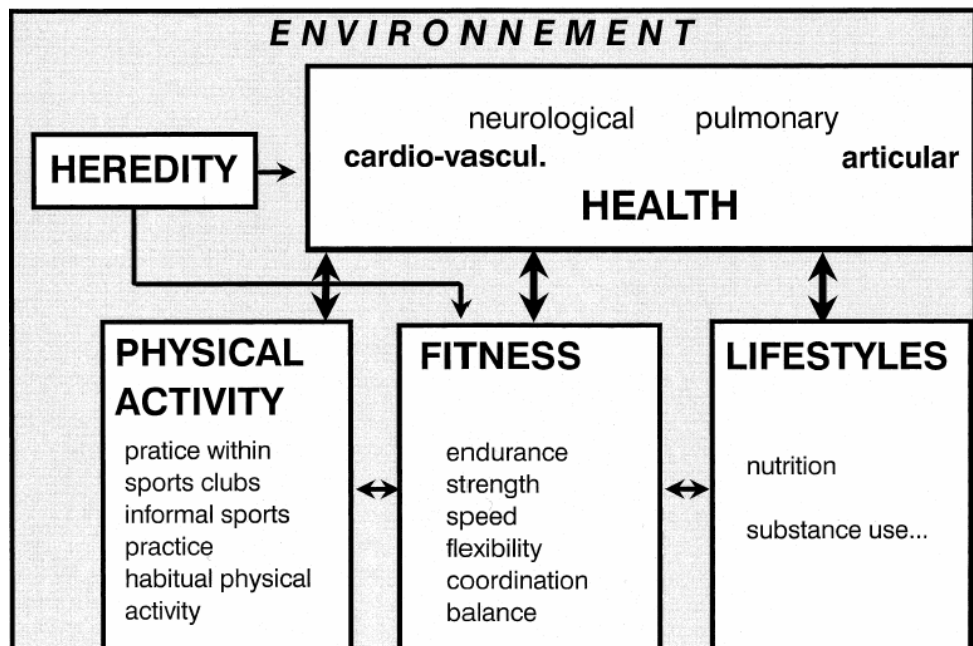 ENVIRONNEMENT
neurological pulmonary
HEREDITY
cardio-vascul. articular
HEALTH
PHYSICAL
ACTIVITY
pratice within
sports clubs
informal sports
practice
habitual physical
activity
FITNESS
endurance
strength
speed
flexibility
coordination
balance
LIFESTYLES
nutrition
substance use...